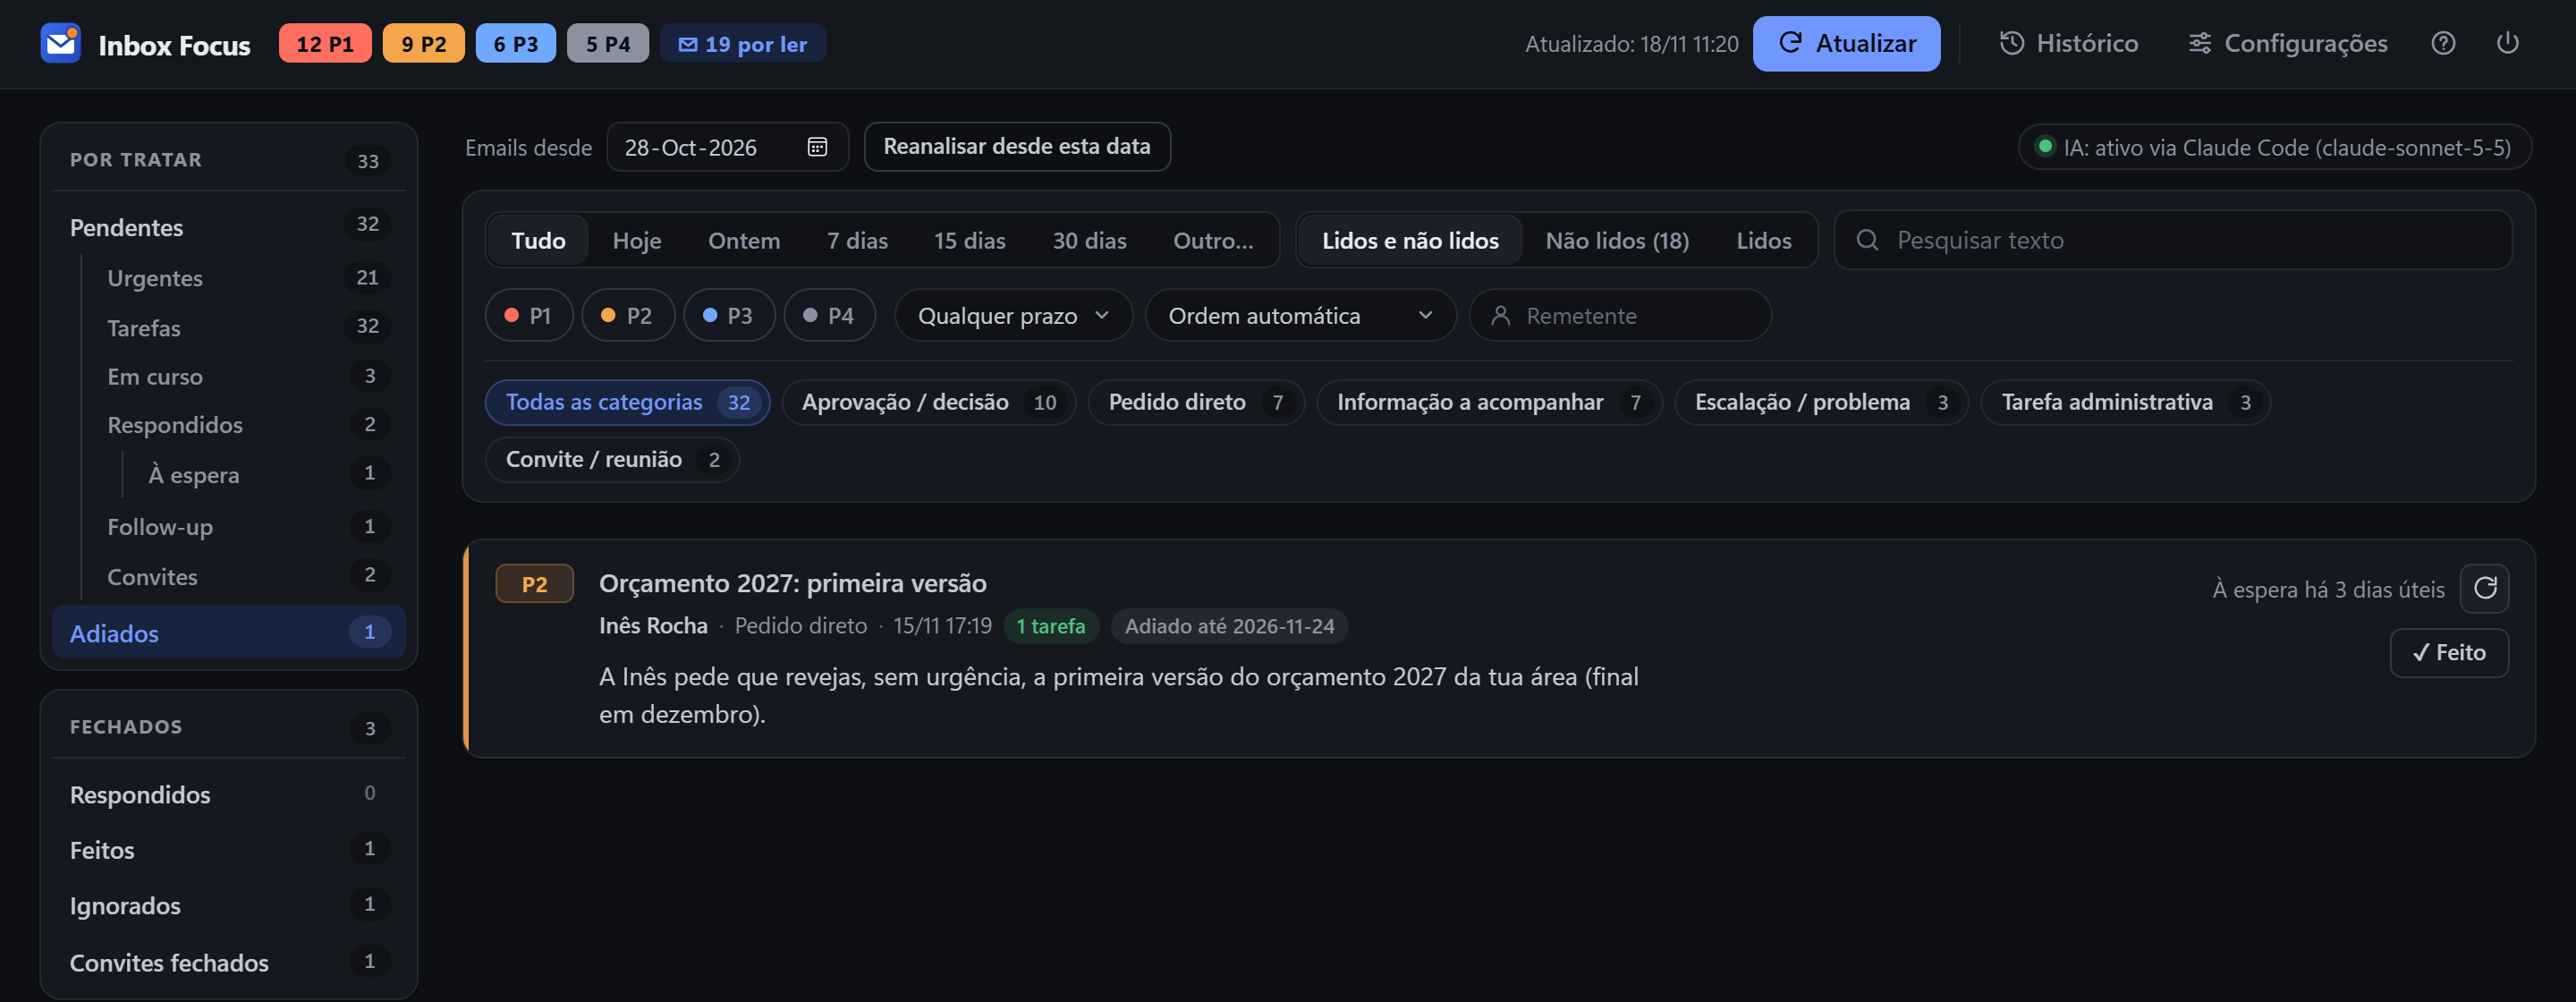 Inbox Focus
12 P1
9 P2
6 P3
5 P4
19 por ler
Atualizado: 18/11 11:20
Atualizar
Histórico
Configurações
POR TRATAR 33
Pendentes 32
Urgentes 21
Tarefas 32
Em curso 3
Respondidos 2
À espera 1
Follow-up 1
Convites 2
Adiados 1
FECHADOS 3
Respondidos 0
Feitos 1
Ignorados 1
Convites fechados 1
Emails desde 28-Oct-2026 Reanalisar desde esta data
IA: ativo via Claude Code (claude-sonnet-5-5)
Tudo Hoje Ontem 7 dias 15 dias 30 dias Outro...
Lidos e não lidos Não lidos (18) Lidos
Pesquisar texto
P1 P2 P3 P4 Qualquer prazo Ordem automática Remetente
Todas as categorias 32 Aprovação / decisão 10 Pedido direto 7 Informação a acompanhar 7 Escalação / problema 3 Tarefa administrativa 3
Convite / reunião 2
P2 Orçamento 2027: primeira versão
À espera há 3 dias úteis
Inês Rocha · Pedido direto · 15/11 17:19 1 tarefa Adiado até 2026-11-24
✓ Feito
A Inês pede que revejas, sem urgência, a primeira versão do orçamento 2027 da tua área (final
em dezembro).